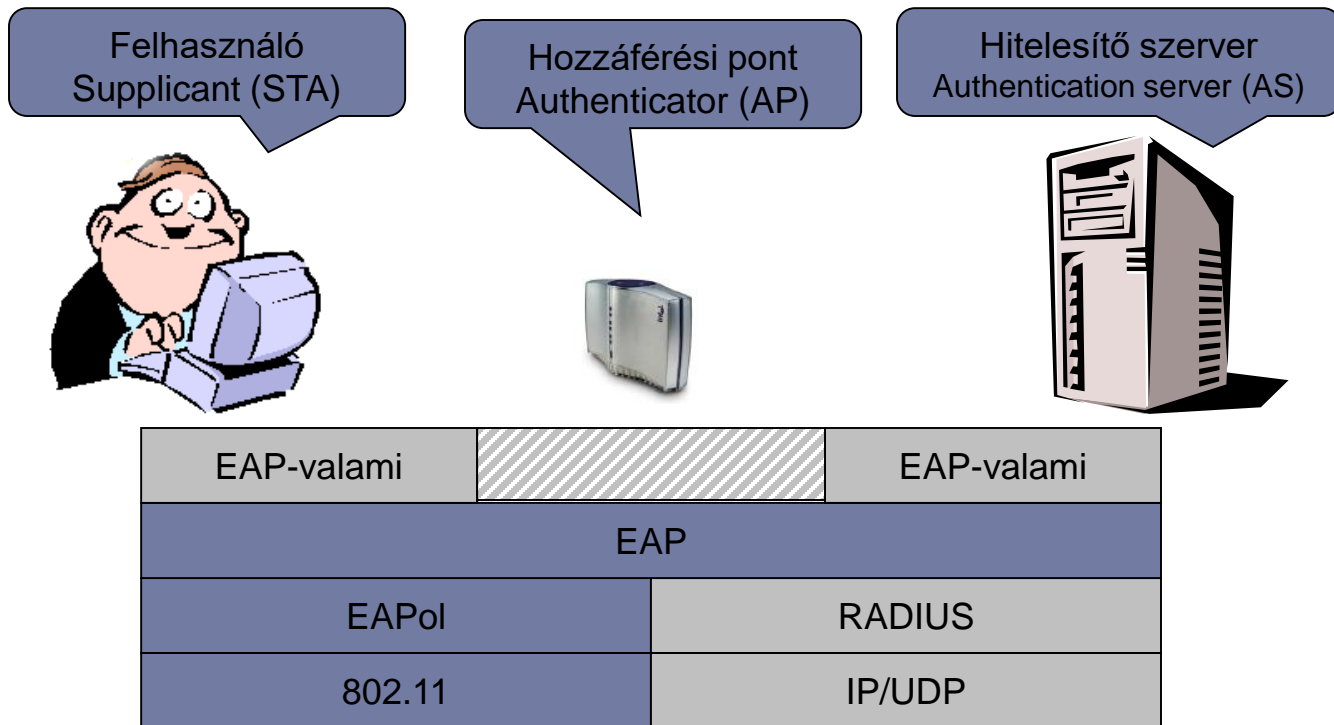 Felhasználó
Supplicant (STA)
Hozzáférési pont
Authenticator (AP)
Hitelesítő szerver
Authentication server (AS)
EAP-valami
EAP-valami
EAP
EAPol
RADIUS
802.11
IP/UDP